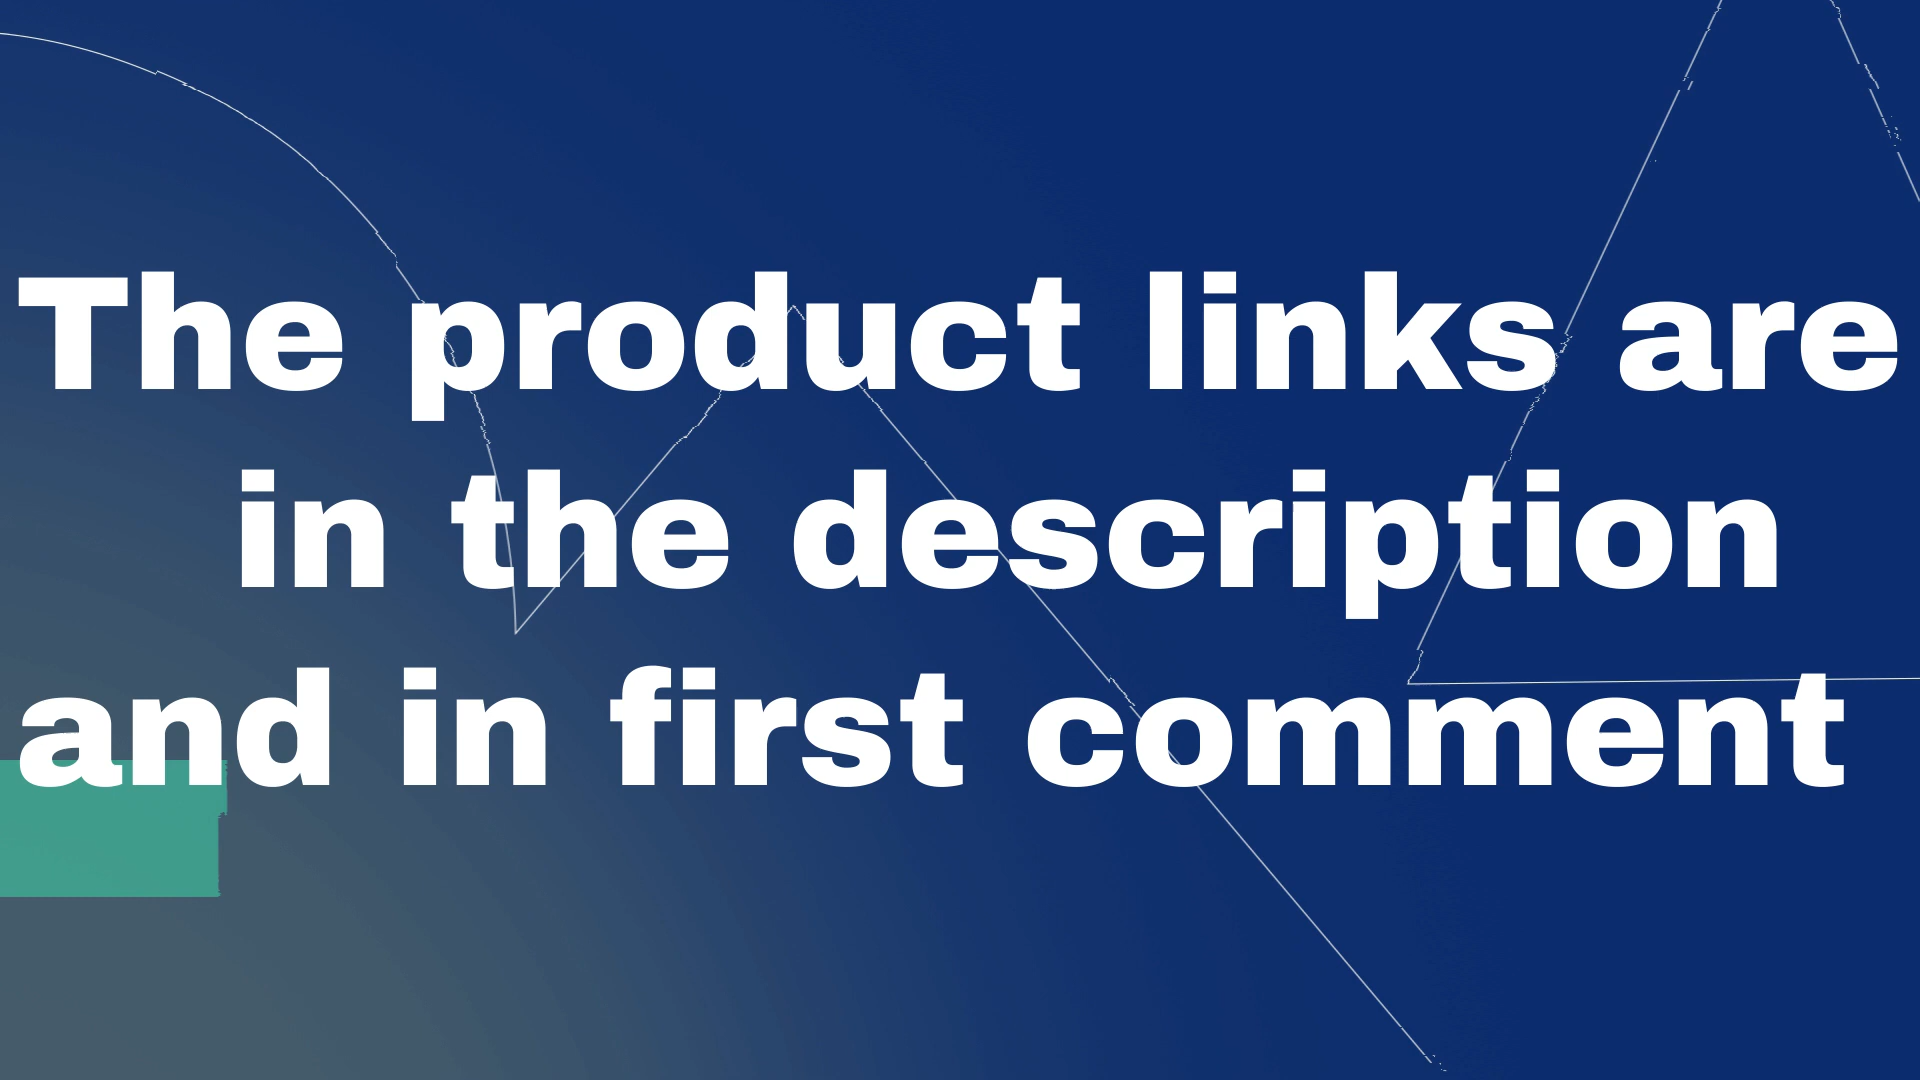 The product links are
in the description
and in first comment